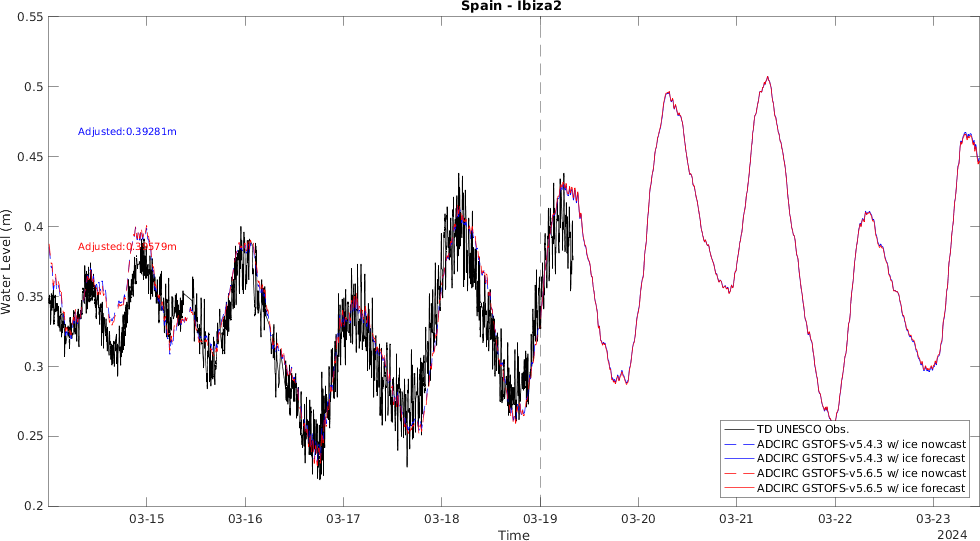 Spain - Ibiza2
0.55
0.5
0.45
0.4
0.35
0.3
0.25
0.2
Water Level (m)
Adjusted:0.39281m
Adjusted:0.39579m
TD UNESCO Obs.
ADCIRC GSTOFS-v5.4.3 w/ ice nowcast
ADCIRC GSTOFS-v5.4.3 w/ ice forecast
ADCIRC GSTOFS-v5.6.5 w/ ice nowcast
ADCIRC GSTOFS-v5.6.5 w/ ice forecast
03-15 03-16 03-17 03-18 03-19 03-20 03-21 03-22 03-23
Time
2024